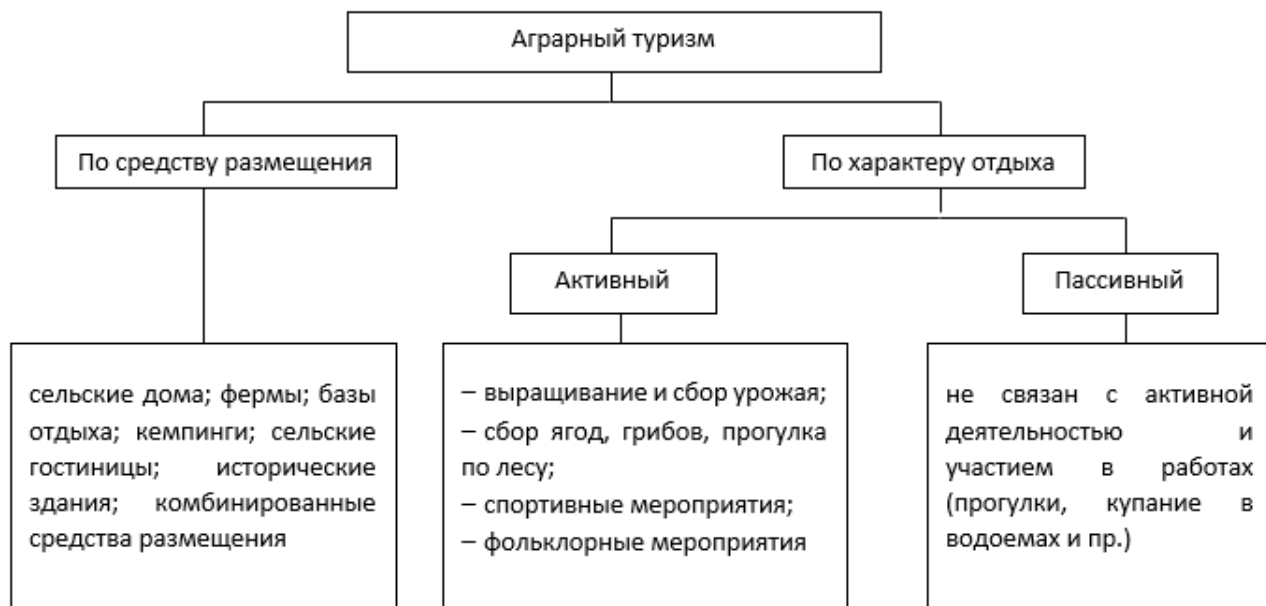 Аграрный туризм
По средству размещения
По характеру отдыха
Активный
Пассивный
сельские дома; фермы; базы
отдыха; кемпинги; сельские
гостиницы; исторические
здания; комбинированные
средства размещения
– выращивание и сбор урожая;
– сбор ягод, грибов, прогулка
по лесу;
– спортивные мероприятия;
– фольклорные мероприятия
не связан с активной
деятельностью и
участием в работах
(прогулки, купание в
водоемах и пр.)